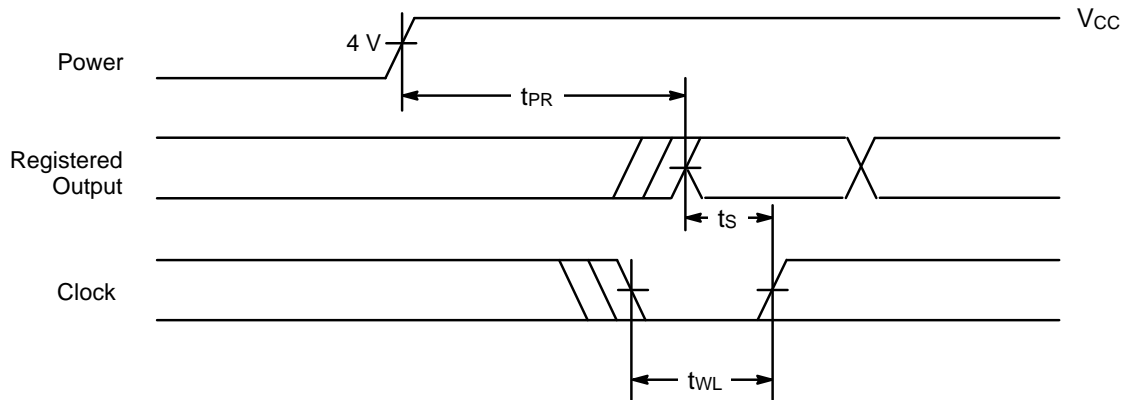 VCC
4 V
Power
tPR
Registered
Output
tS
Clock
tWL